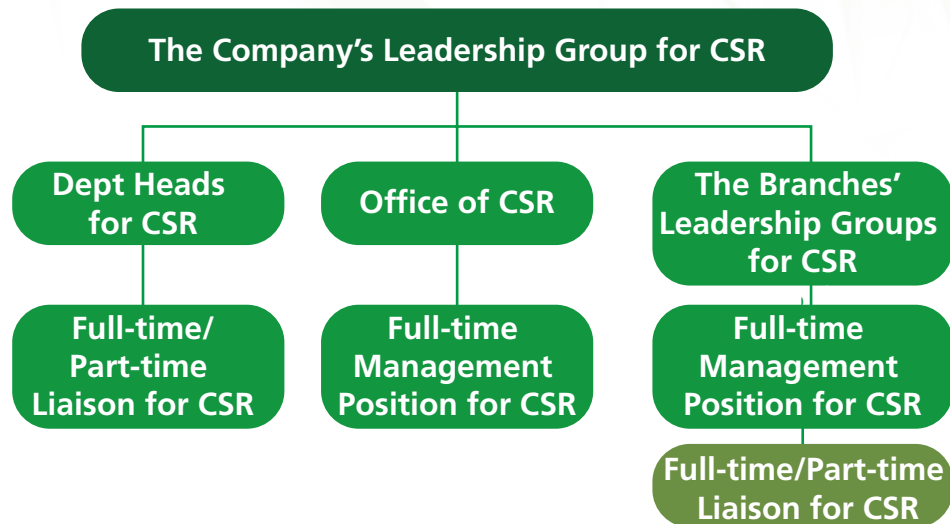 The Company’s Leadership Group for CSR
Dept Heads
for CSR
Office of CSR
The Branches’
Leadership Groups
for CSR
Full-time/
Part-time
Liaison for CSR
Full-time
Management
Position for CSR
Full-time
Management
Position for CSR
Full-time/Part-time
Liaison for CSR